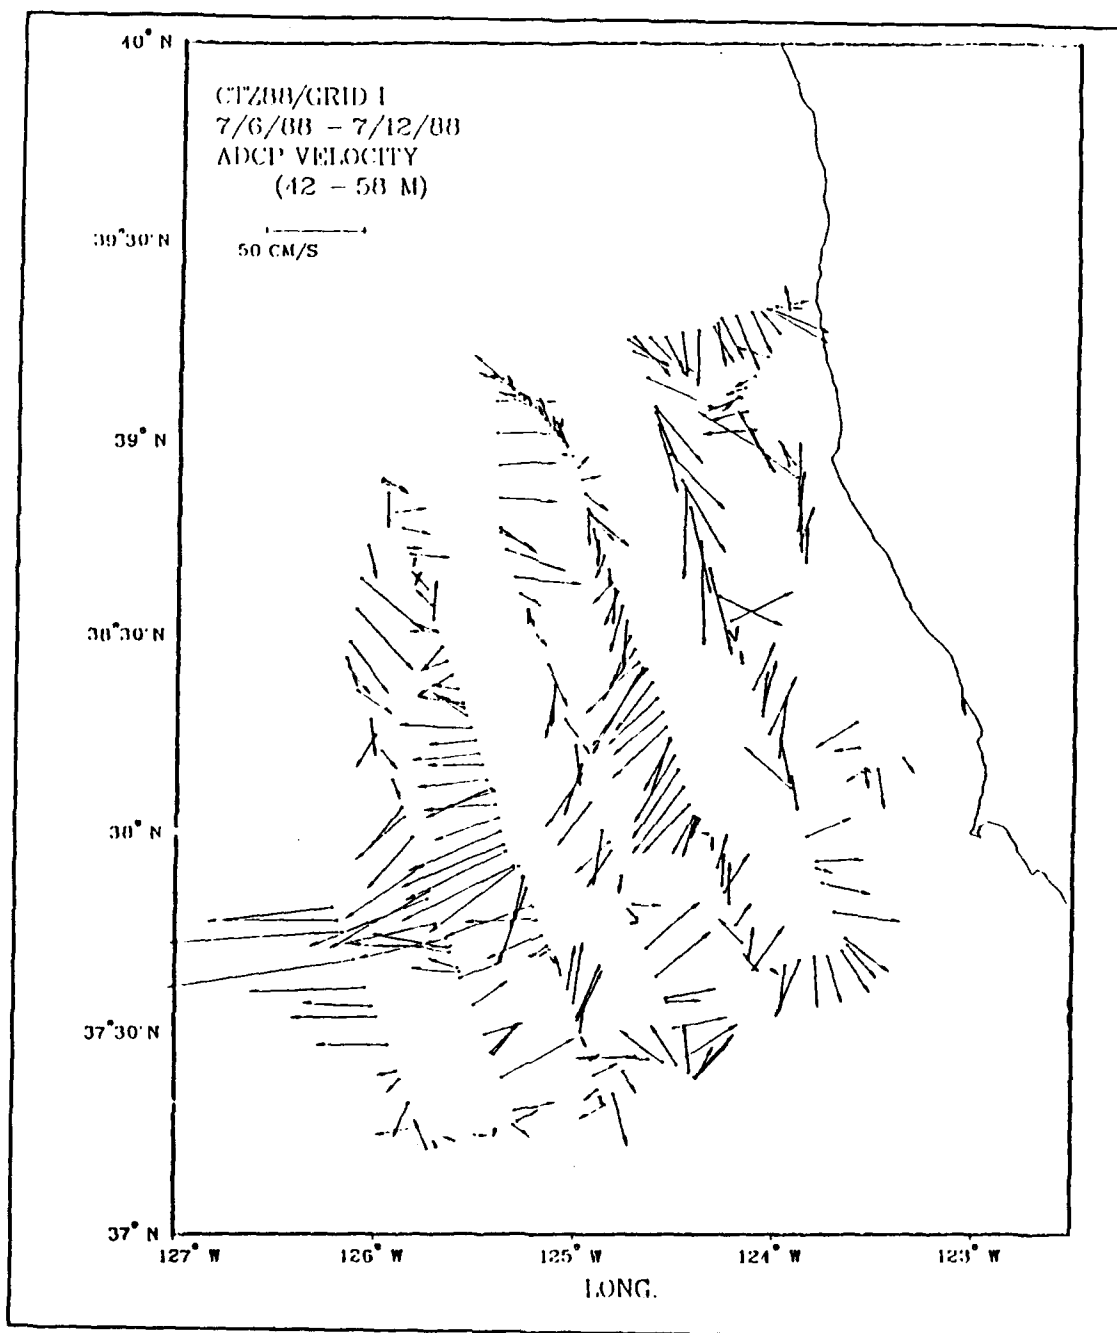 40° N
CTZ88/GRID I
7/6/88 - 7/12/88
ADCP VELOCITY
(42 - 58 M)
39°30'N
50 CM/S
39° N
38°30'N
38° N
37°30'N
37° N
127° W
126° W
125° W
124° W
123° W
LONG.